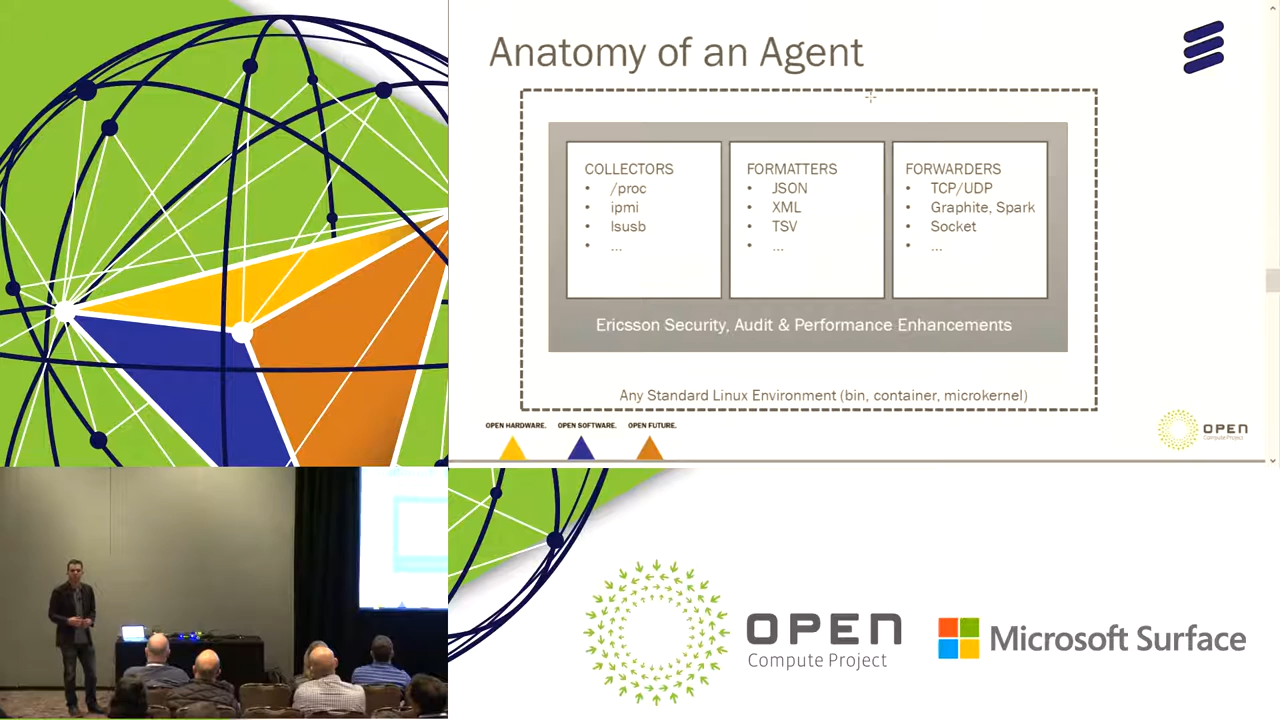 Anatomy of an Agent
COLLECTORS
• /proc
• ipmi
• lsusb
• ...
FORMATTERS
• JSON
• XML
• TSV
• ...
FORWARDERS
• TCP/UDP
• Graphite, Spark
• Socket
• ...
Ericsson Security, Audit & Performance Enhancements
Any Standard Linux Environment (bin, container, microkernel)
OPEN HARDWARE. OPEN SOFTWARE. OPEN FUTURE.
OPEN
Compute Project
OPEN
Compute Project
Microsoft Surface